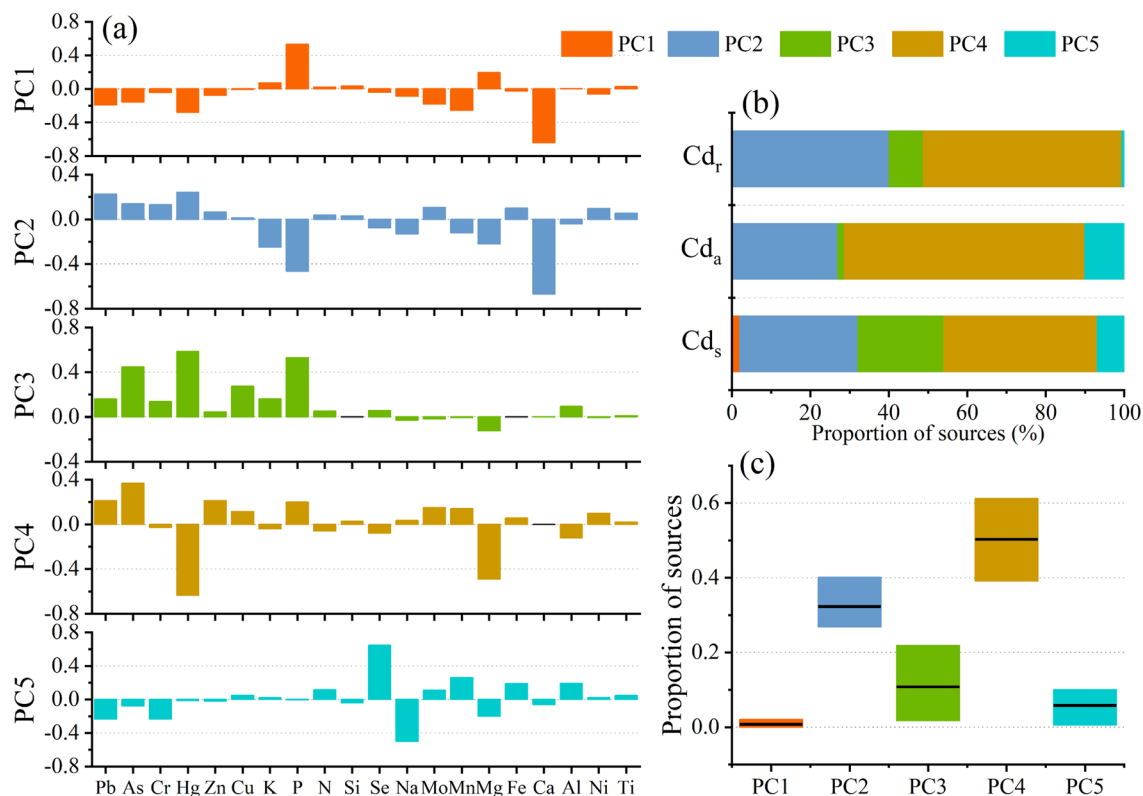 (a)
PC1 PC2 PC3 PC4 PC5
PC1
0.8
0.4
0.0
-0.4
-0.8
PC2
0.4
0.0
-0.4
-0.8
PC3
0.8
0.4
0.0
-0.4
PC4
0.4
0.0
-0.4
-0.8
PC5
0.8
0.4
0.0
-0.4
-0.8
Pb As Cr Hg Zn Cu K P N Si Se Na Mo Mn Mg Fe Ca Al Ni Ti
(b)
Cdr
Cda
Cds
0 20 40 60 80 100
Proportion of sources (%)
(c)
Proportion of sources
0.6
0.4
0.2
0.0
PC1 PC2 PC3 PC4 PC5